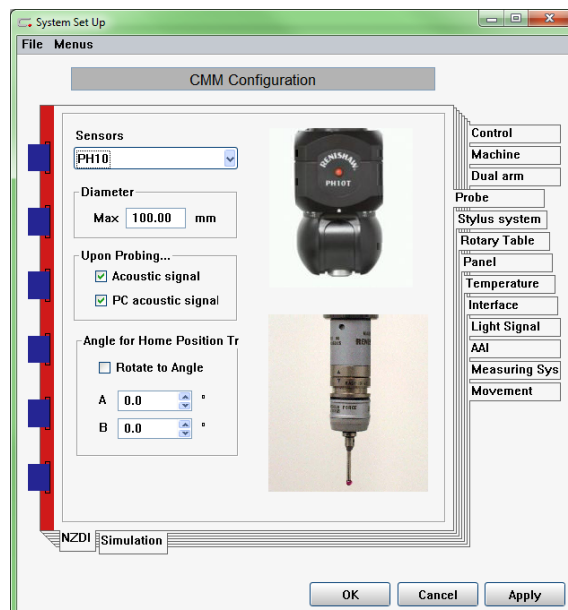 System Set Up
File Menus
CMM Configuration
Sensors
PH10
Diameter
Max 100.00 mm
Upon Probing...
Acoustic signal
PC acoustic signal
Angle for Home Position Tr
Rotate to Angle
A 0.0 °
B 0.0 °
RENISHAW
PH10T
Control
Machine
Dual arm
Probe
Stylus system
Rotary Table
Panel
Temperature
Interface
Light Signal
AAI
Measuring Sys
Movement
NZDI
Simulation
OK Cancel Apply